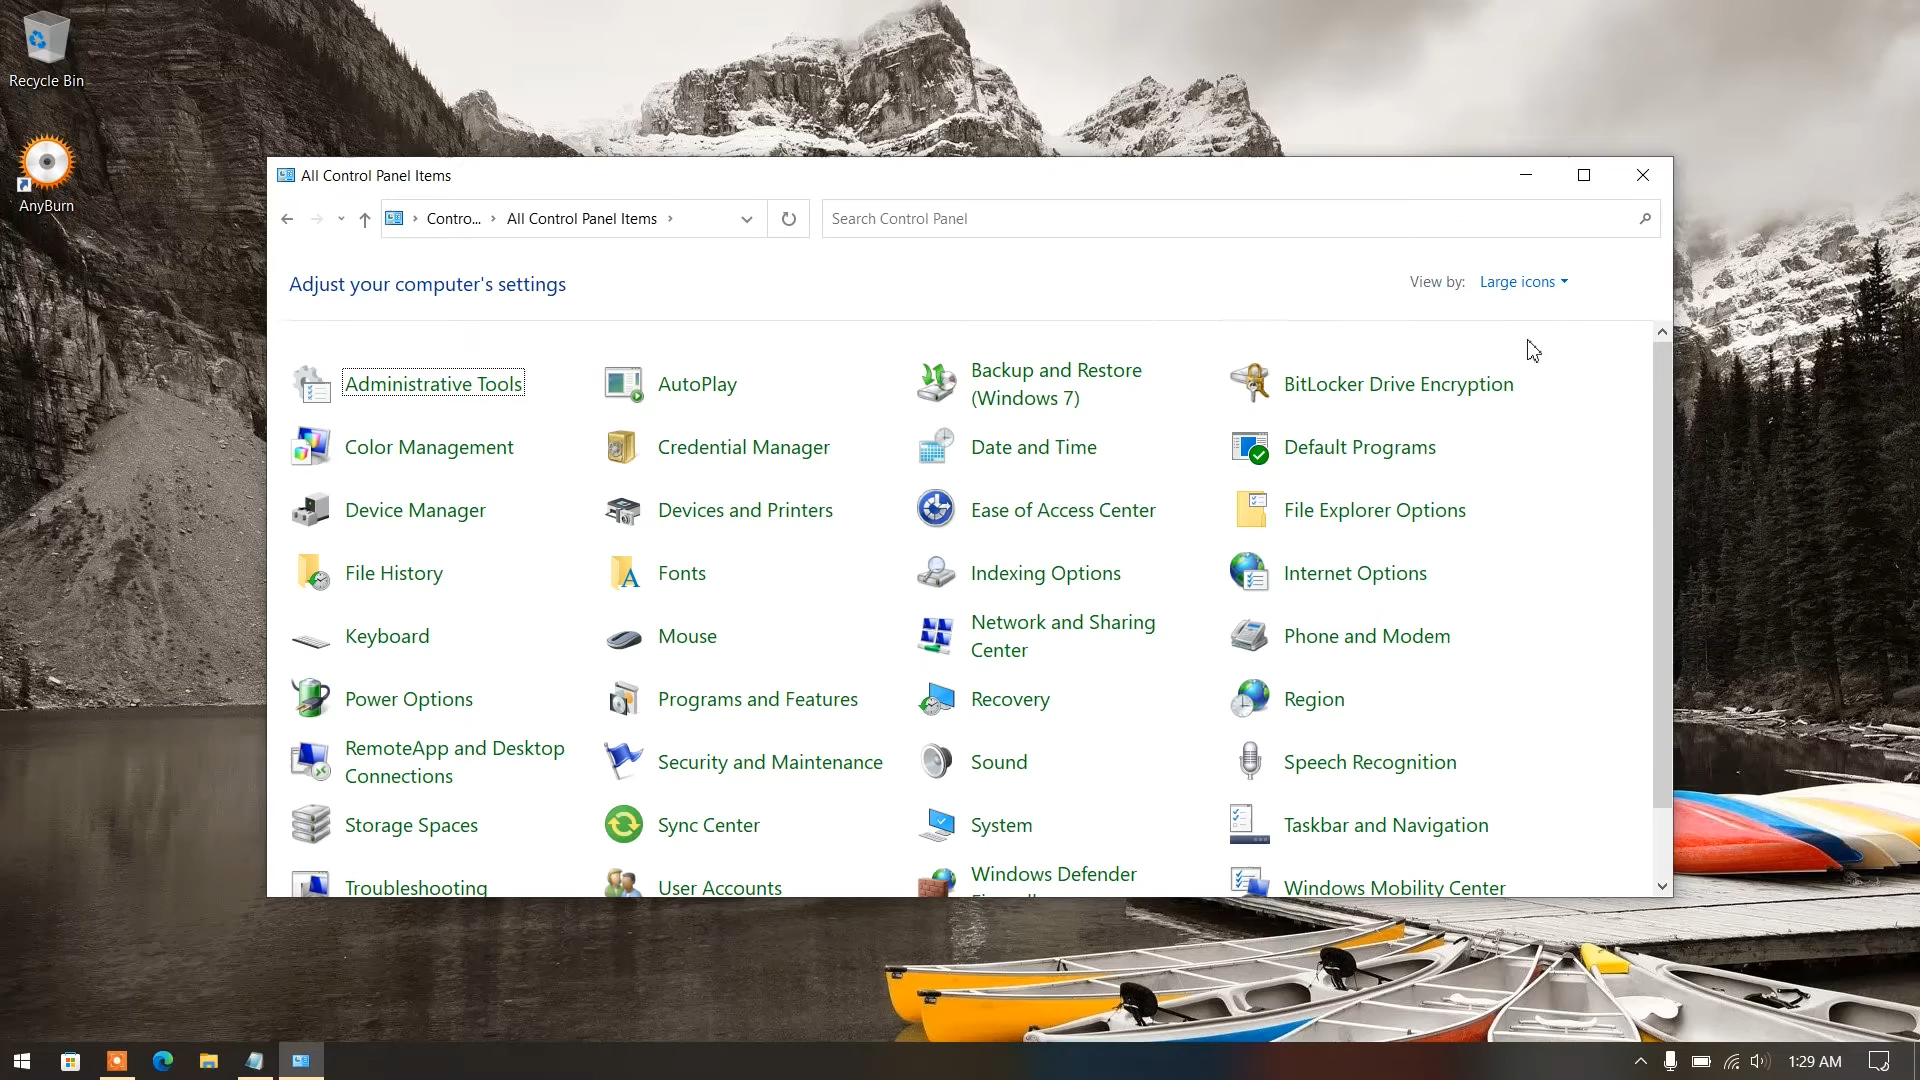 Recycle Bin
AnyBurn
All Control Panel Items
Contro... All Control Panel Items
Search Control Panel
Adjust your computer's settings
View by: Large icons
Administrative Tools
AutoPlay
Backup and Restore
(Windows 7)
BitLocker Drive Encryption
Color Management
Credential Manager
Date and Time
Default Programs
Device Manager
Devices and Printers
Ease of Access Center
File Explorer Options
File History
Fonts
Indexing Options
Internet Options
Keyboard
Mouse
Network and Sharing
Center
Phone and Modem
Power Options
Programs and Features
Recovery
Region
RemoteApp and Desktop
Connections
Security and Maintenance
Sound
Speech Recognition
Storage Spaces
Sync Center
System
Taskbar and Navigation
Troubleshooting
User Accounts
Windows Defender
Windows Mobility Center
1:29 AM